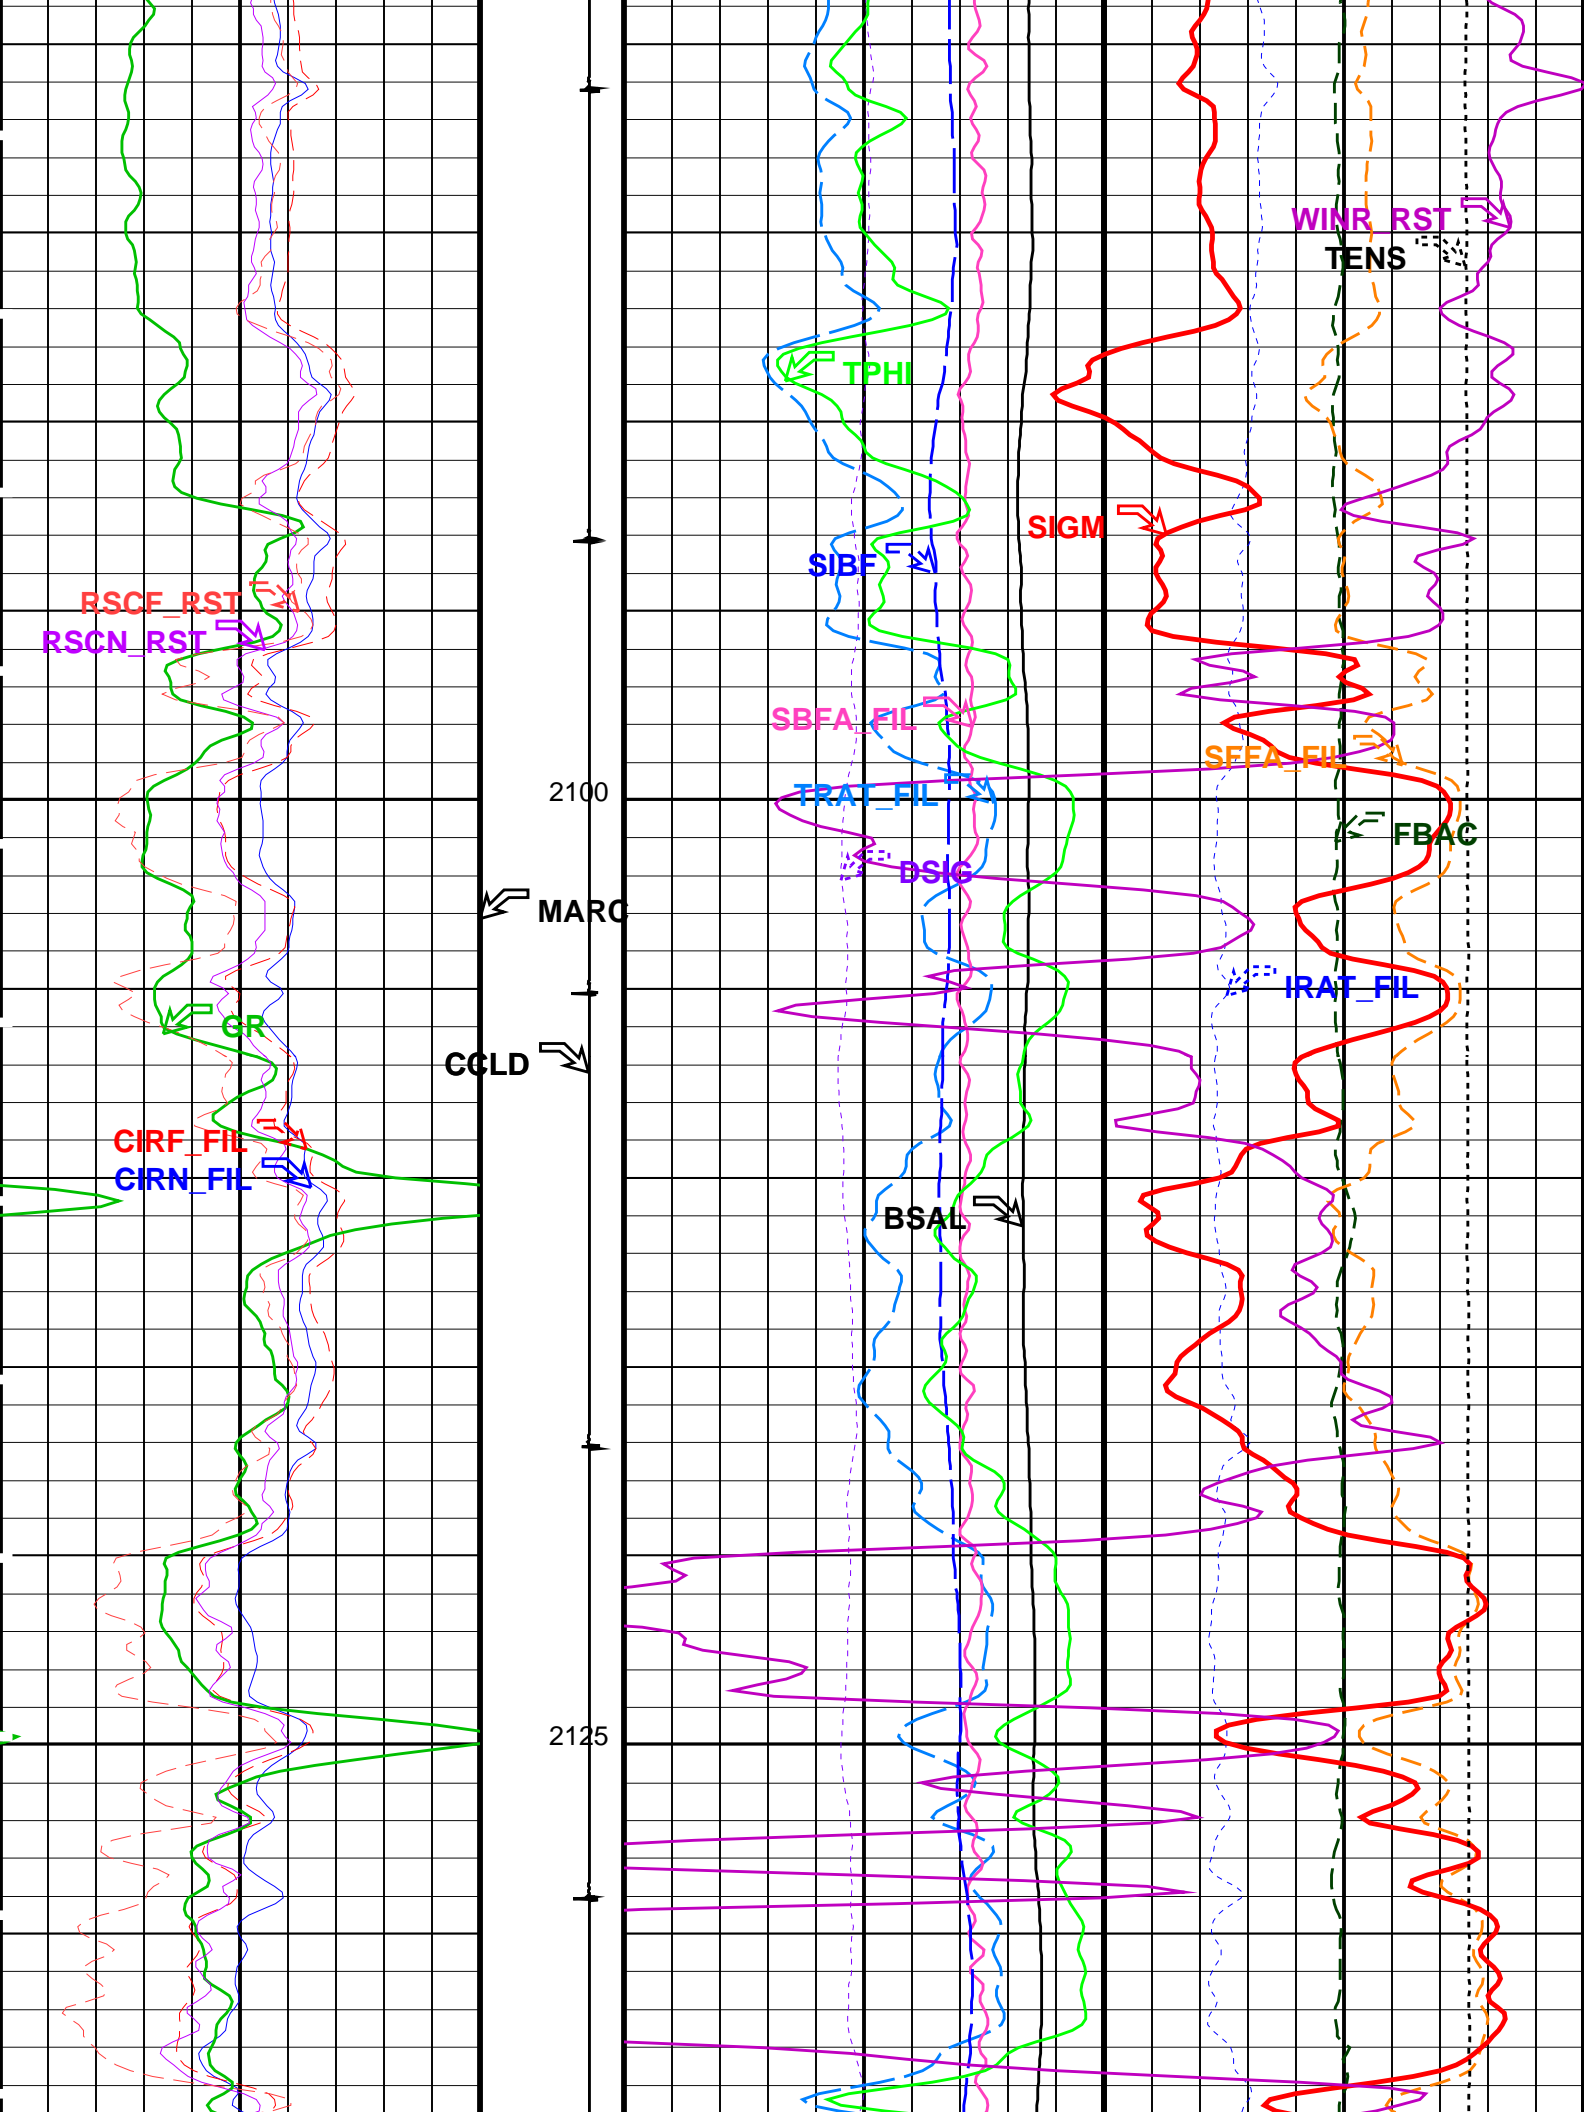 WINR_RST
TENS
TPHI
SIGM
SIBF
RSCF_RST
RSCN_RST
SBFA_FIL
SFFA_FIL
2100
TRAT_FIL
FBAC
DSIG
MARC
IRAT_FIL
GR
CCLD
CIRF_FIL
CIRN_FIL
BSAL
2125